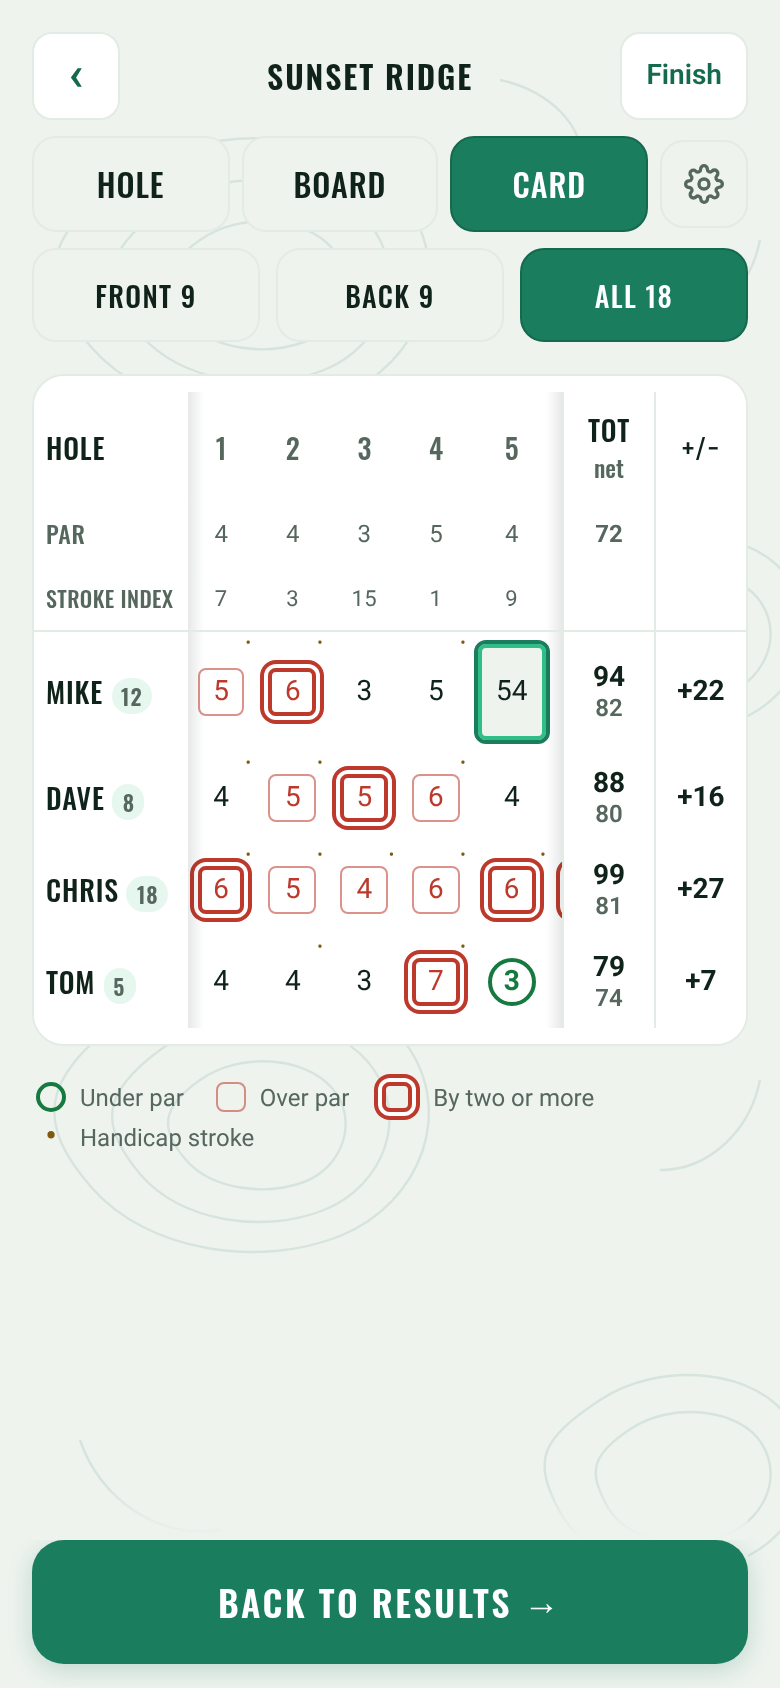 ‹ SUNSET RIDGE Finish
HOLE BOARD CARD
FRONT 9 BACK 9 ALL 18
HOLE 1 2 3 4 5 TOT net +/-
PAR 4 4 3 5 4 72
STROKE INDEX 7 3 15 1 9
MIKE 12 5 6 3 5 54 94 82 +22
DAVE 8 4 5 5 6 4 88 80 +16
CHRIS 18 6 5 4 6 6 99 81 +27
TOM 5 4 4 3 7 3 79 74 +7
Under par Over par By two or more
Handicap stroke
BACK TO RESULTS →